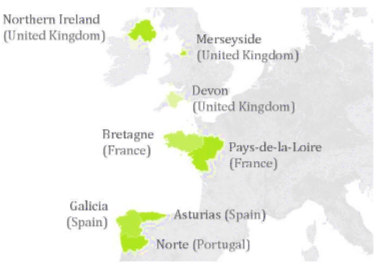 Northern Ireland
(United Kingdom)
Merseyside
(United Kingdom)
Devon
(United Kingdom)
Bretagne
(France)
Pays-de-la-Loire
(France)
Galicia
(Spain)
Asturias (Spain)
Norte (Portugal)